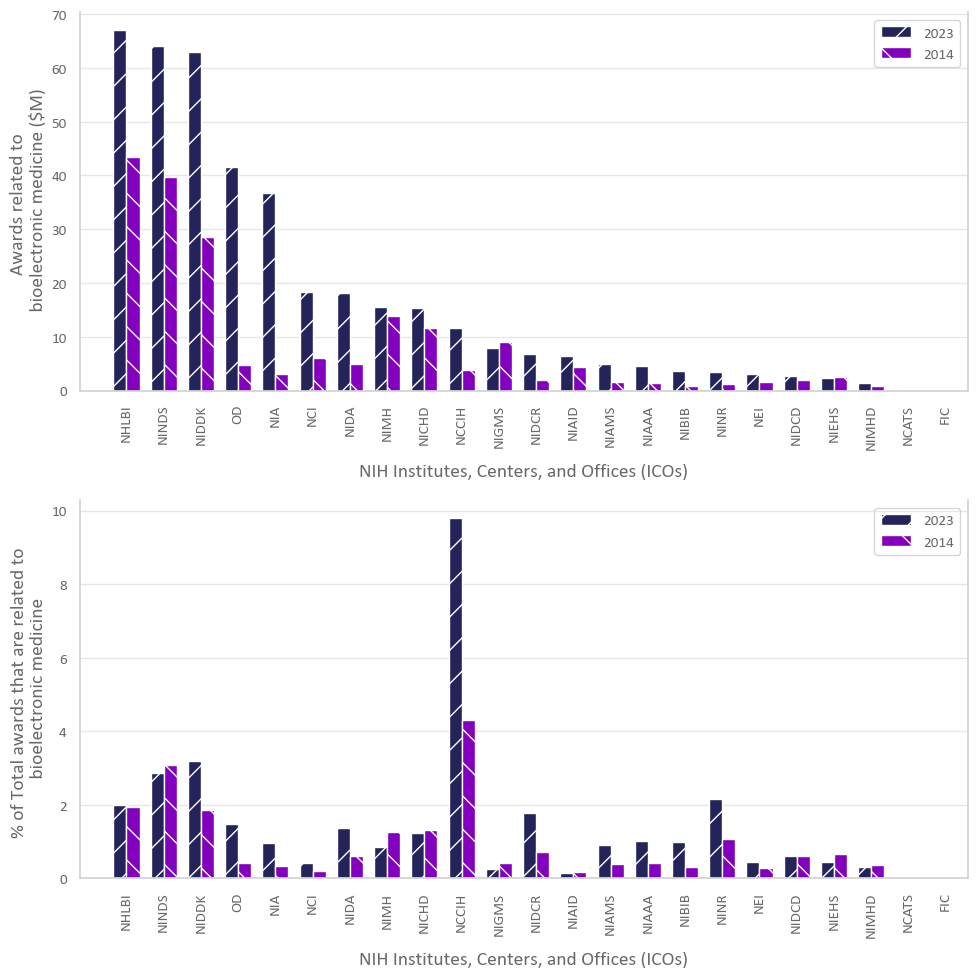 Awards related to
bioelectronic medicine ($M)
70
60
50
40
30
20
10
0
2023
2014
NHLBI
NINDS
NIDDK
OD
NIA
NCI
NIDA
NIMH
NICHD
NCCIH
NIGMS
NIDCR
NIAID
NIAMS
NIAAA
NIBIB
NINR
NEI
NIDCD
NIEHS
NIMHD
NCATS
FIC
NIH Institutes, Centers, and Offices (ICOs)
% of Total awards that are related to
bioelectronic medicine
10
8
6
4
2
0
2023
2014
NHLBI
NINDS
NIDDK
OD
NIA
NCI
NIDA
NIMH
NICHD
NCCIH
NIGMS
NIDCR
NIAID
NIAMS
NIAAA
NIBIB
NINR
NEI
NIDCD
NIEHS
NIMHD
NCATS
FIC
NIH Institutes, Centers, and Offices (ICOs)